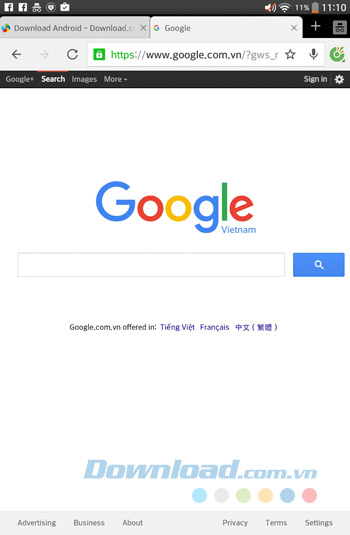 11% 11:10
Download Android - Download.c
Google
https://www.google.com.vn/?gws_r
Google+ Search Images More Sign in
Google
Vietnam
Google.com.vn offered in: Tiếng Việt Français 中文 ( 繁體 )
Download.com.vn
Advertising Business About Privacy Terms Settings